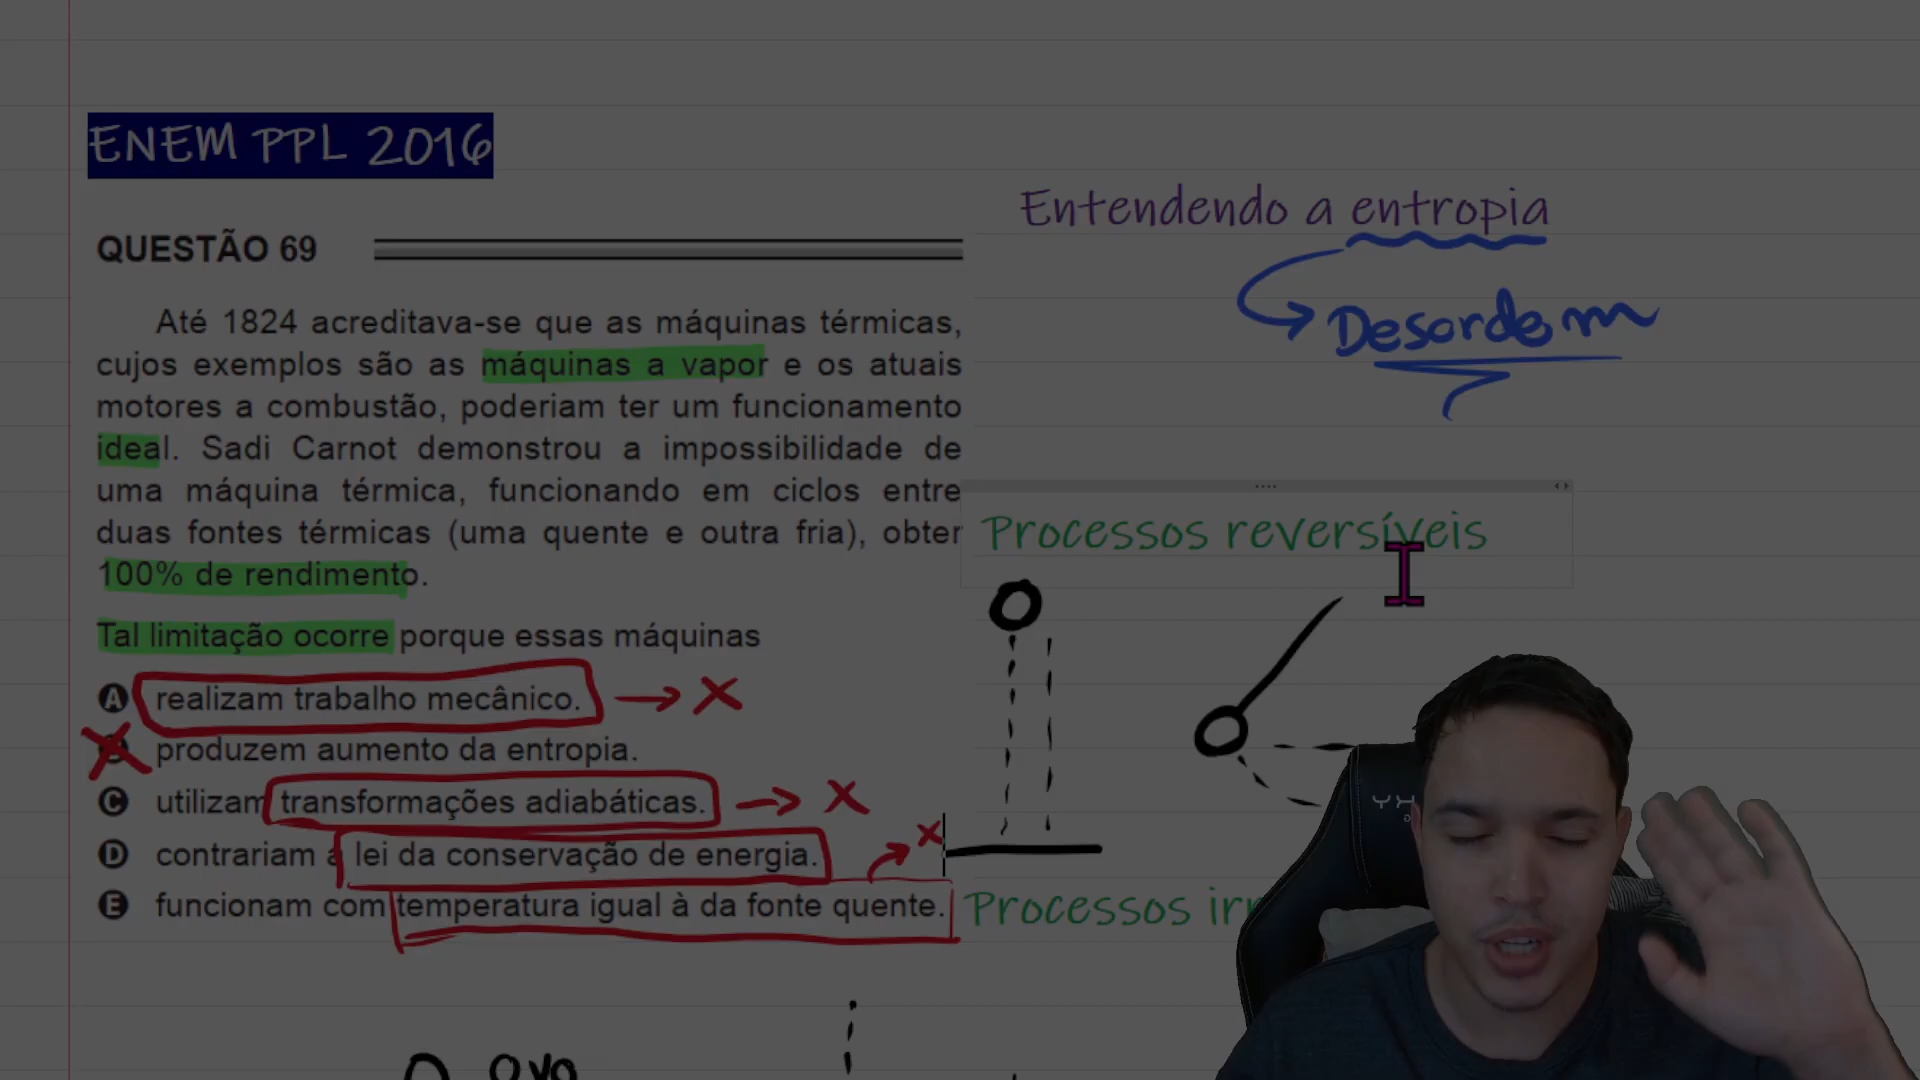 ENEM PPL 2016
QUESTÃO 69
Até 1824 acreditava-se que as máquinas térmicas,
cujos exemplos são as máquinas a vapor e os atuais
motores a combustão, poderiam ter um funcionamento
ideal. Sadi Carnot demonstrou a impossibilidade de
uma máquina térmica, funcionando em ciclos entre
duas fontes térmicas (uma quente e outra fria), obter
100% de rendimento.
Tal limitação ocorre porque essas máquinas
A realizam trabalho mecânico.
produzem aumento da entropia.
C utilizam transformações adiabáticas.
D contrariam a lei da conservação de energia.
E funcionam com temperatura igual à da fonte quente.
Entendendo a entropia
Desordem
Processos reversíveis
Processos
ovo